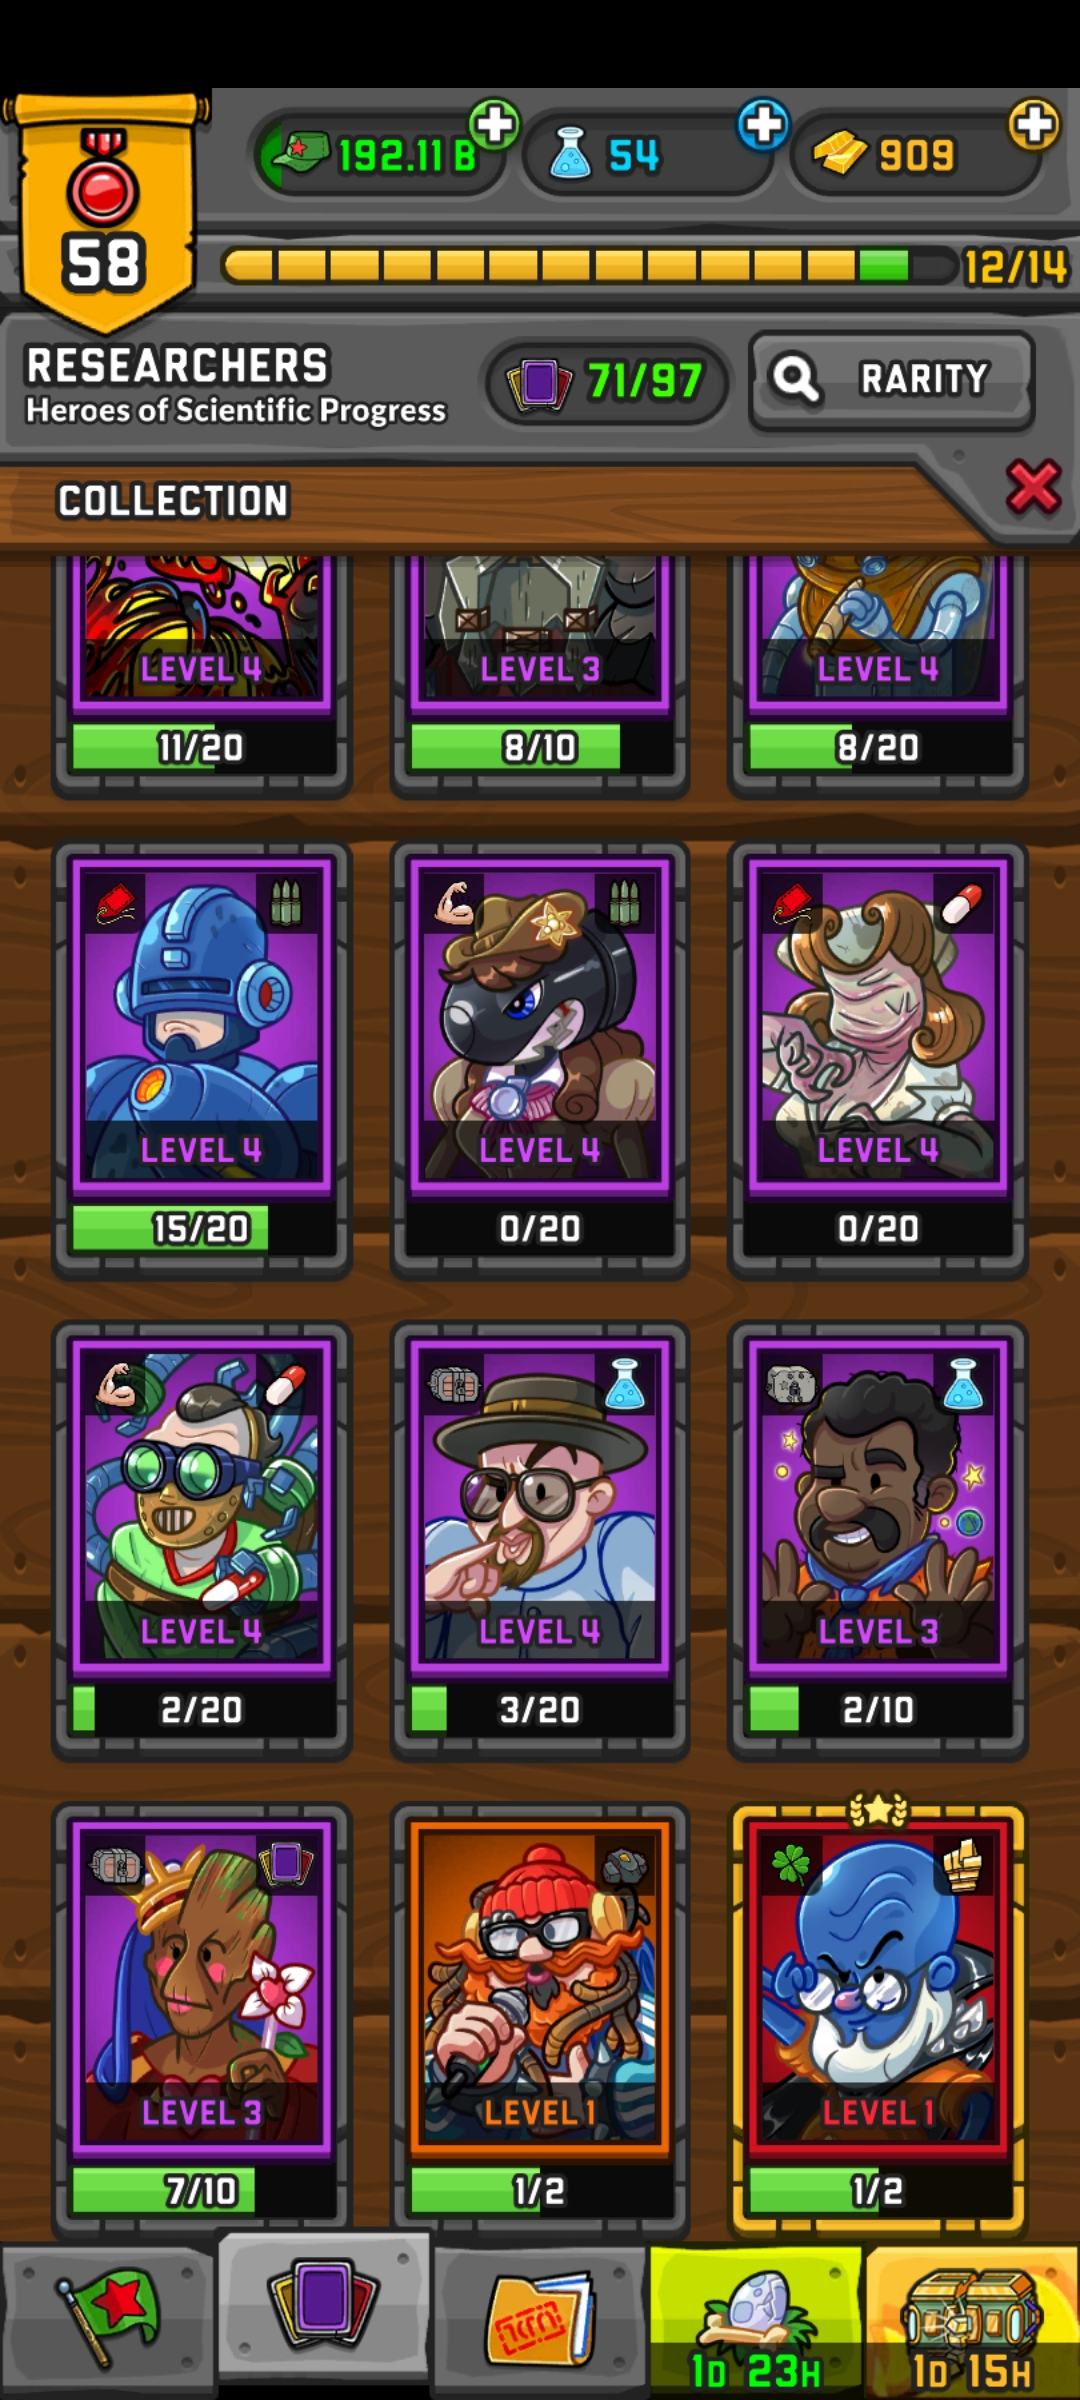 192.11 B
54
909
58
12/14
RESEARCHERS
Heroes of Scientific Progress
71/97
RARITY
COLLECTION
LEVEL 4
LEVEL 3
LEVEL 4
11/20
8/10
8/20
LEVEL 4
LEVEL 4
LEVEL 4
15/20
0/20
0/20
LEVEL 4
LEVEL 4
LEVEL 3
2/20
3/20
2/10
LEVEL 3
LEVEL 1
LEVEL 1
7/10
1/2
1/2
1D 23H
1D 15H